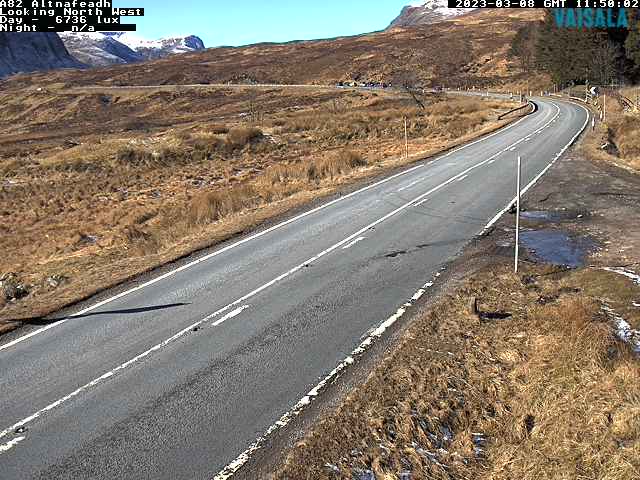 A82 Altnafeadh
Looking North West
Day - 6736 lux
Night - n/a
2023-03-08 GMT 11:50:02
VAISALA